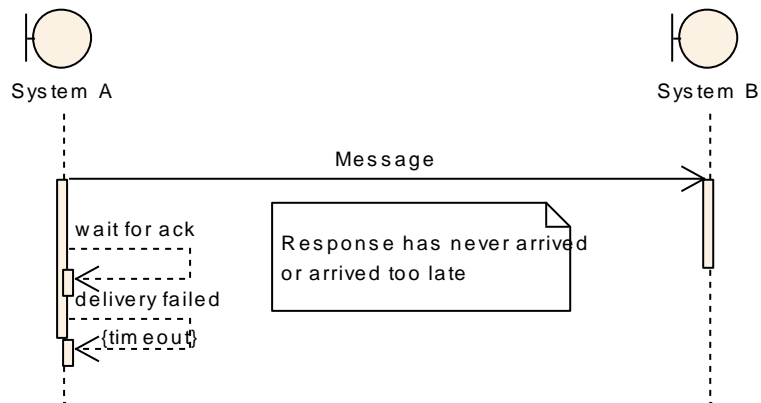 System A
System B
Message
wait for ack
Response has never arrived
or arrived too late
delivery failed
{timeout}